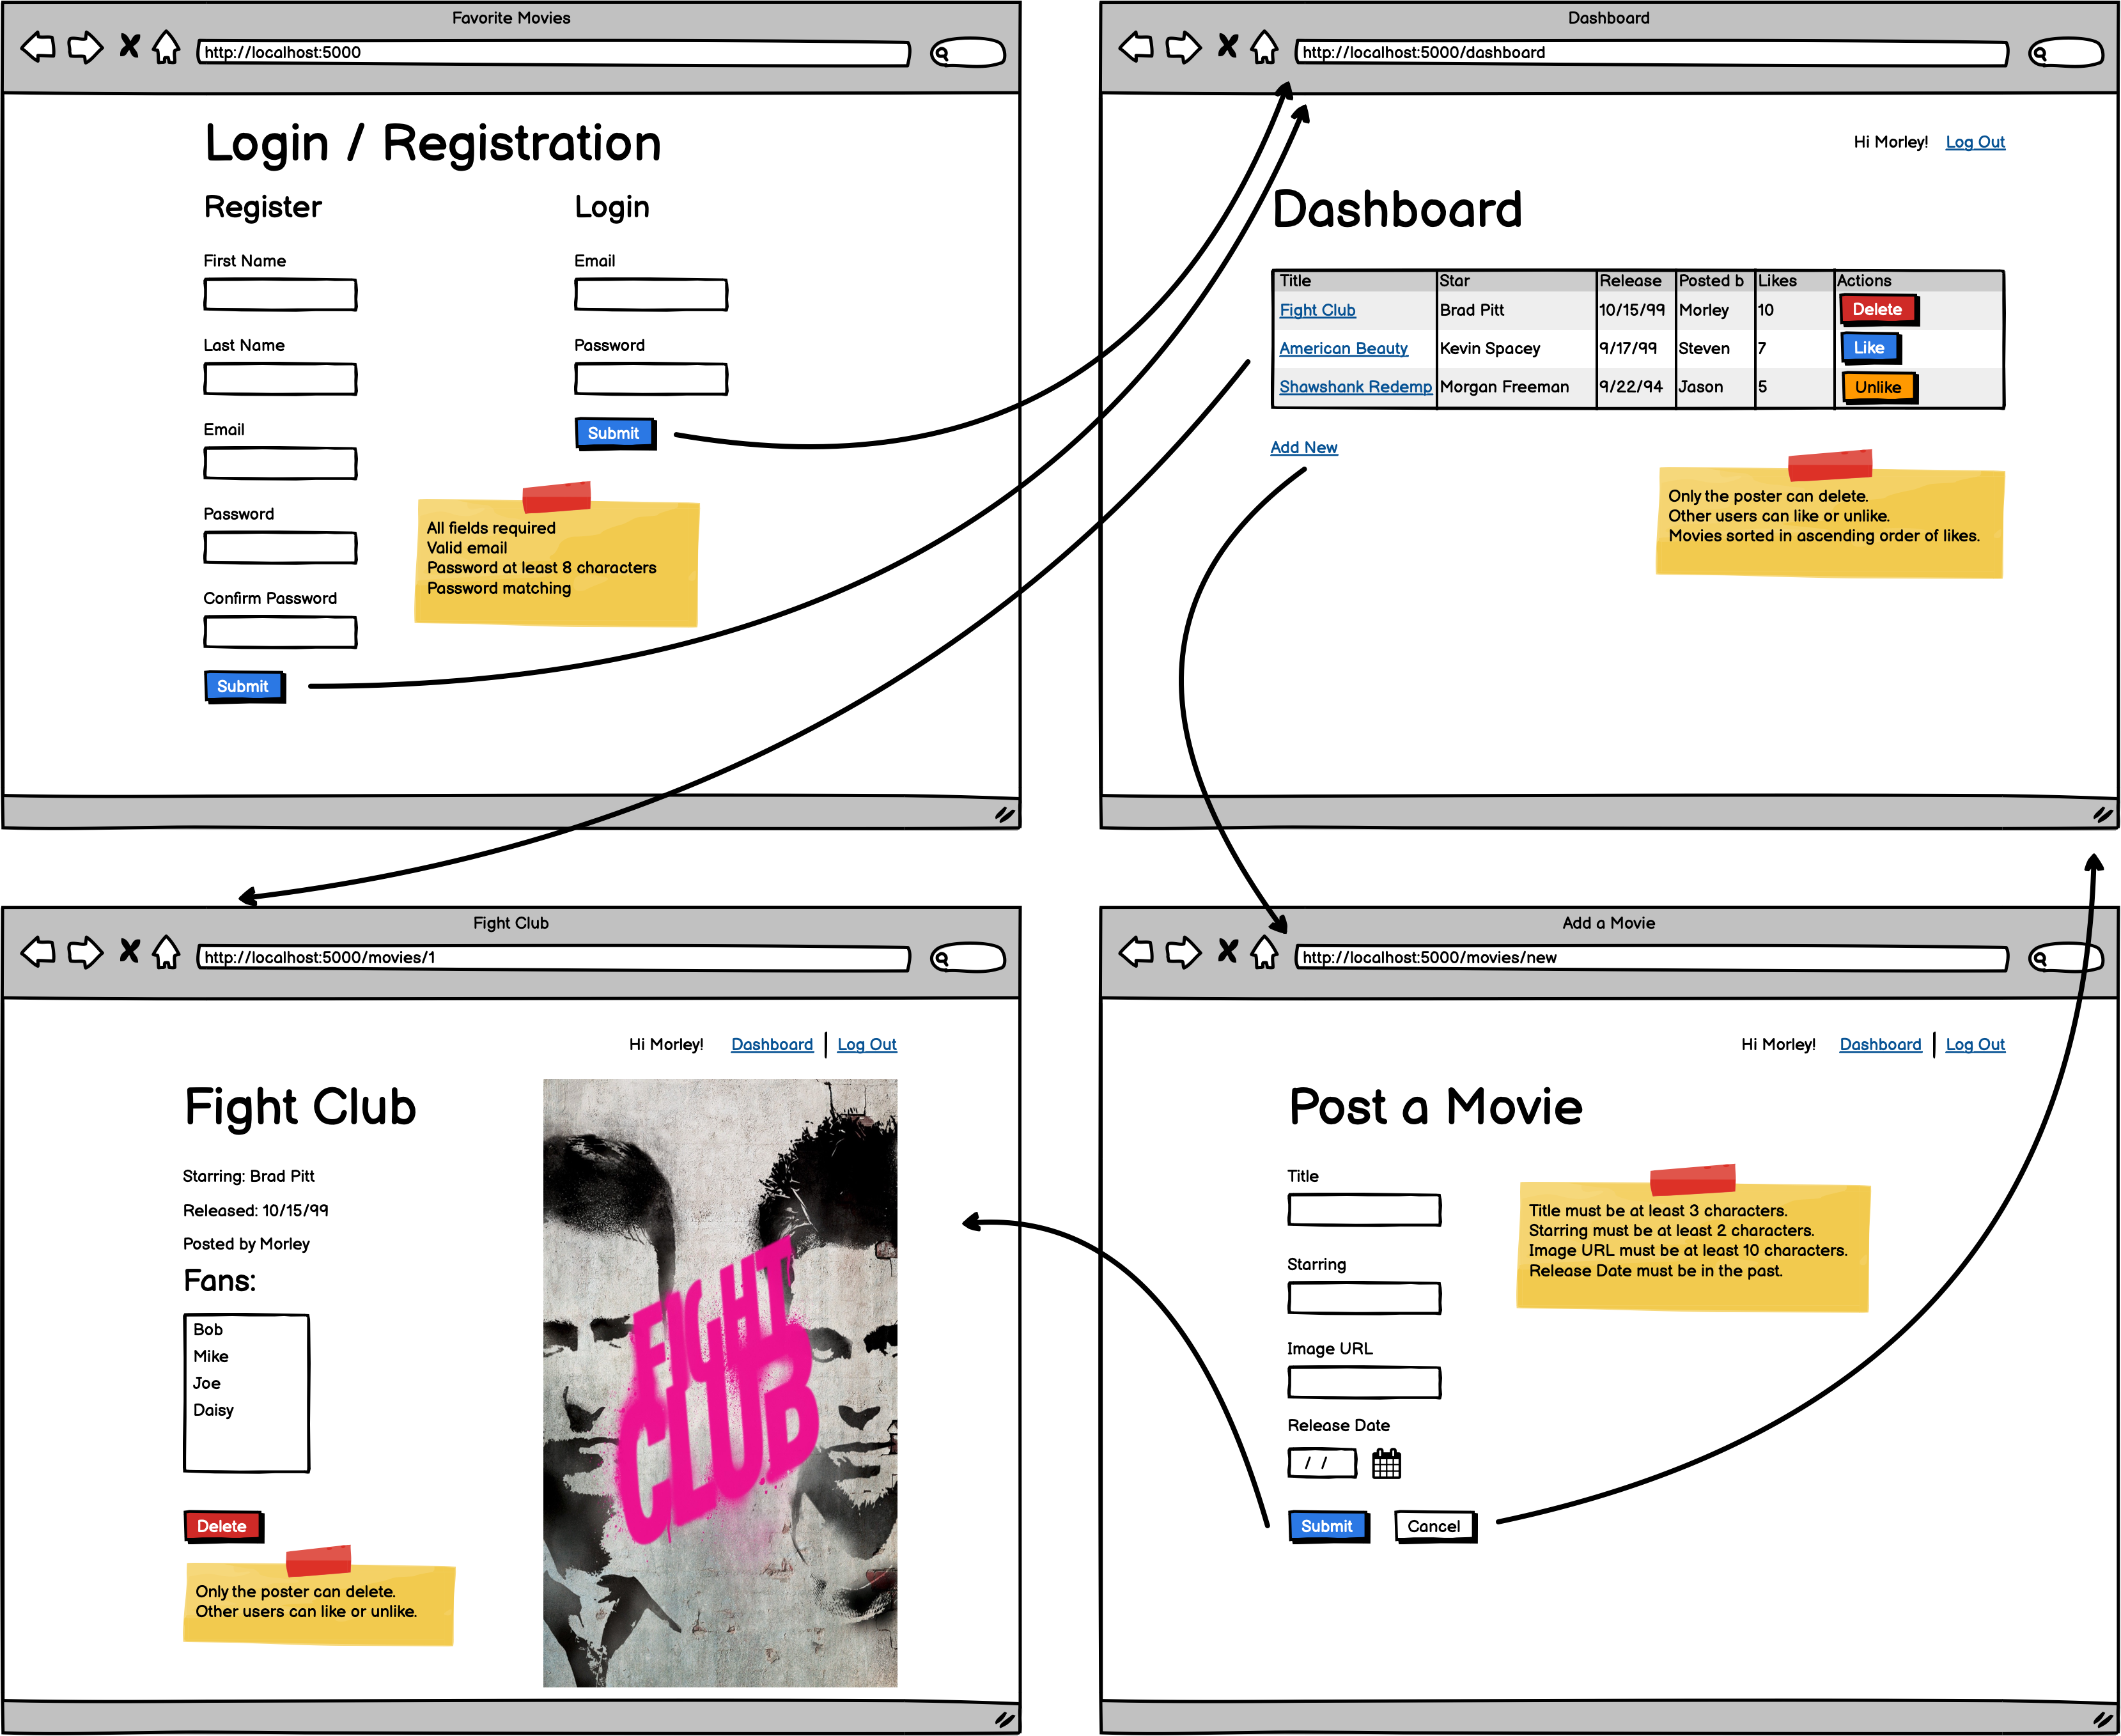 Favorite Movies
http://localhost:5000
Login / Registration
Register
Login
First Name
Email
Last Name
Password
Email
Submit
Password
All fields required
Valid email
Password at least 8 characters
Password matching
Confirm Password
Submit
Dashboard
http://localhost:5000/dashboard
Hi Morley! Log Out
Dashboard
Title Star Release Posted b Likes Actions
Fight Club Brad Pitt 10/15/99 Morley 10 Delete
American Beauty Kevin Spacey 9/17/99 Steven 7 Like
Shawshank Redemp Morgan Freeman 9/22/94 Jason 5 Unlike
Add New
Only the poster can delete.
Other users can like or unlike.
Movies sorted in ascending order of likes.
Fight Club
http://localhost:5000/movies/1
Hi Morley! Dashboard | Log Out
Fight Club
Starring: Brad Pitt
Released: 10/15/99
Posted by Morley
Fans:
Bob
Mike
Joe
Daisy
Delete
Only the poster can delete.
Other users can like or unlike.
FIGHT
CLUB
Add a Movie
http://localhost:5000/movies/new
Hi Morley! Dashboard | Log Out
Post a Movie
Title
Title must be at least 3 characters.
Starring must be at least 2 characters.
Image URL must be at least 10 characters.
Release Date must be in the past.
Starring
Image URL
Release Date
/ /
Submit Cancel